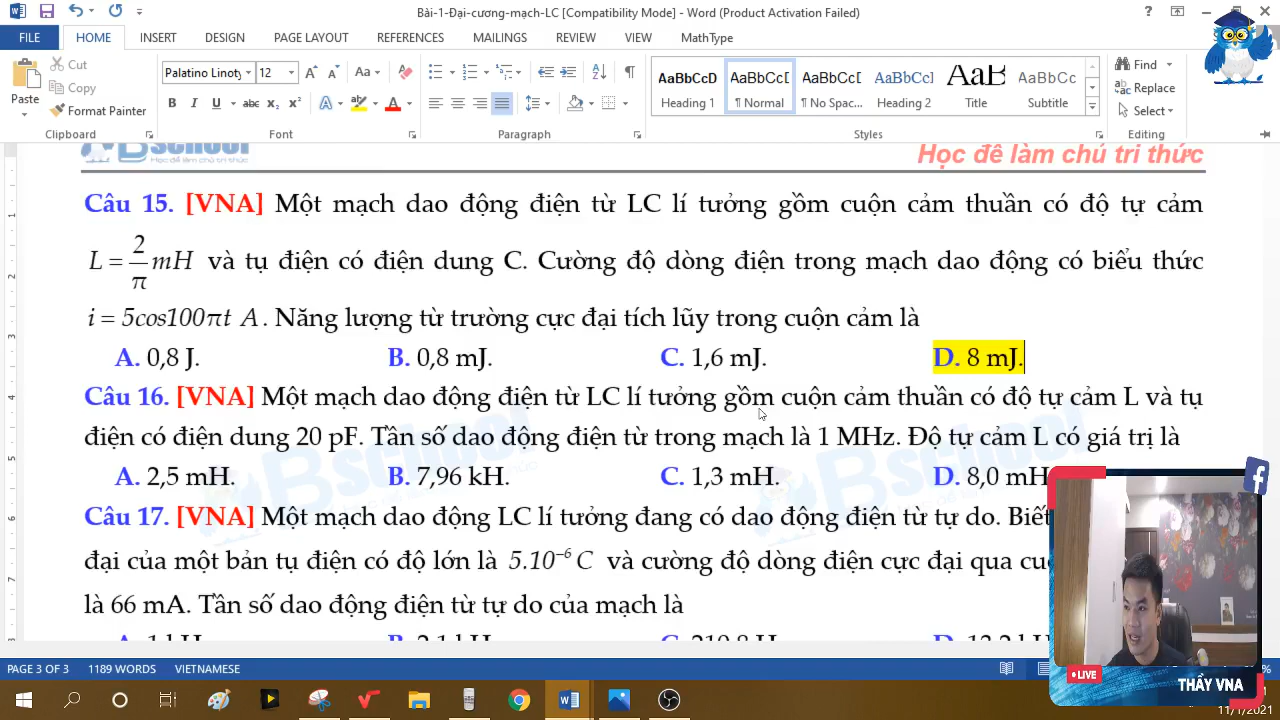 Bài-1-Đại-cương-mạch-LC [Compatibility Mode] - Word (Product Activation Failed)
FILE HOME INSERT DESIGN PAGE LAYOUT REFERENCES MAILINGS REVIEW VIEW MathType
Paste
Cut
Copy
Format Painter
Clipboard
Palatino Linoty 12
Font
Paragraph
AaBbCcD AaBbCcD AaBbCcD AaBbCcI AaB AaBbCcD
Heading 1 ¶ Normal ¶ No Spac... Heading 2 Title Subtitle
Styles
Find
Replace
Select
Editing
Bschool
Học để làm chủ tri thức
Học để làm chủ tri thức
Câu 15. [VNA] Một mạch dao động điện từ LC lí tưởng gồm cuộn cảm thuần có độ tự cảm
L = 2/π mH và tụ điện có điện dung C. Cường độ dòng điện trong mạch dao động có biểu thức
i = 5cos100πt A. Năng lượng từ trường cực đại tích lũy trong cuộn cảm là
A. 0,8 J. B. 0,8 mJ. C. 1,6 mJ. D. 8 mJ.
Câu 16. [VNA] Một mạch dao động điện từ LC lí tưởng gồm cuộn cảm thuần có độ tự cảm L và tụ
điện có điện dung 20 pF. Tần số dao động điện từ trong mạch là 1 MHz. Độ tự cảm L có giá trị là
A. 2,5 mH. B. 7,96 kH. C. 1,3 mH. D. 8,0 mH
Câu 17. [VNA] Một mạch dao động LC lí tưởng đang có dao động điện từ tự do. Biết
đại của một bản tụ điện có độ lớn là 5.10⁻⁶ C và cường độ dòng điện cực đại qua
là 66 mA. Tần số dao động điện từ tự do của mạch là
PAGE 3 OF 3 1189 WORDS VIETNAMESE
LIVE
THẦY VNA
11/1/2021